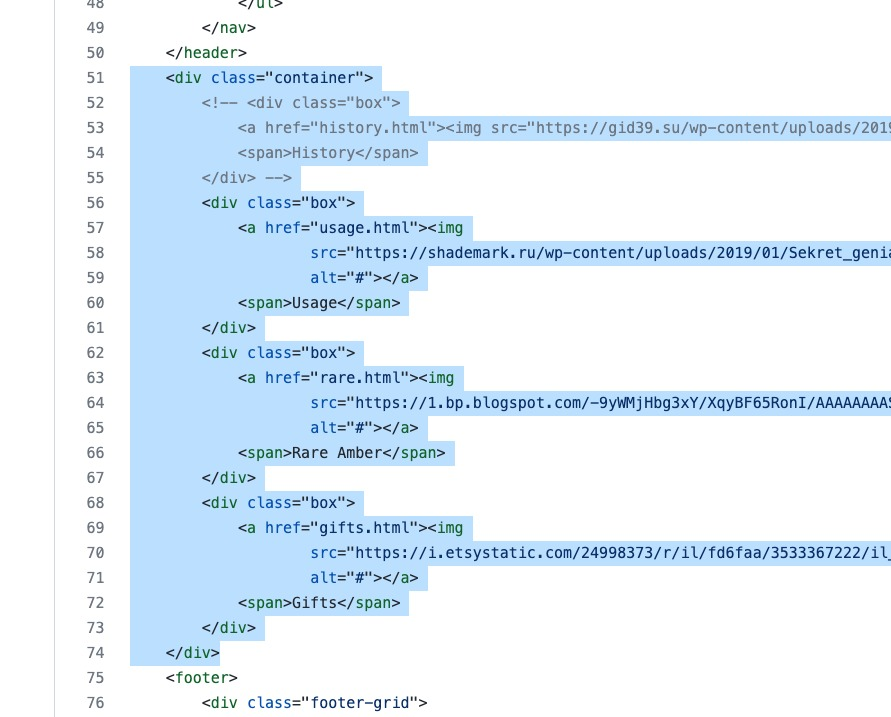 48 </ul>
49 </nav>
50 </header>
51 <div class="container">
52 <!-- <div class="box">
53 <a href="history.html"><img src="https://gid39.su/wp-content/uploads/2019
54 <span>History</span>
55 </div> -->
56 <div class="box">
57 <a href="usage.html"><img
58 src="https://shademark.ru/wp-content/uploads/2019/01/Sekret_genia
59 alt="#"></a>
60 <span>Usage</span>
61 </div>
62 <div class="box">
63 <a href="rare.html"><img
64 src="https://1.bp.blogspot.com/-9yWMjHbg3xY/XqyBF65RonI/AAAAAAAAS
65 alt="#"></a>
66 <span>Rare Amber</span>
67 </div>
68 <div class="box">
69 <a href="gifts.html"><img
70 src="https://i.etsystatic.com/24998373/r/il/fd6faa/3533367222/il_
71 alt="#"></a>
72 <span>Gifts</span>
73 </div>
74 </div>
75 <footer>
76 <div class="footer-grid">